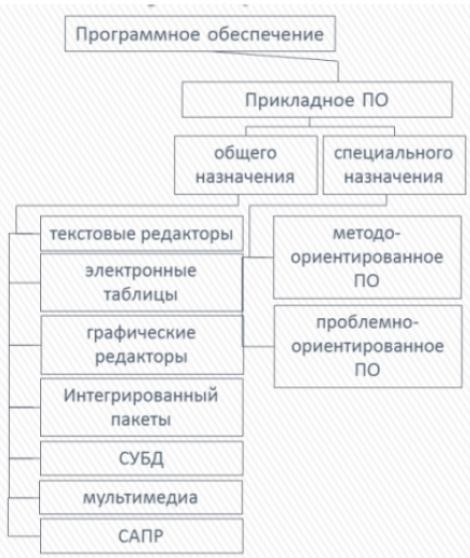 Программное обеспечение
Прикладное ПО
общего
назначения
специального
назначения
текстовые редакторы
электронные
таблицы
графические
редакторы
Интегрированный
пакеты
СУБД
мультимедиа
САПР
методо-
ориентированное
ПО
проблемно-
ориентированное
ПО